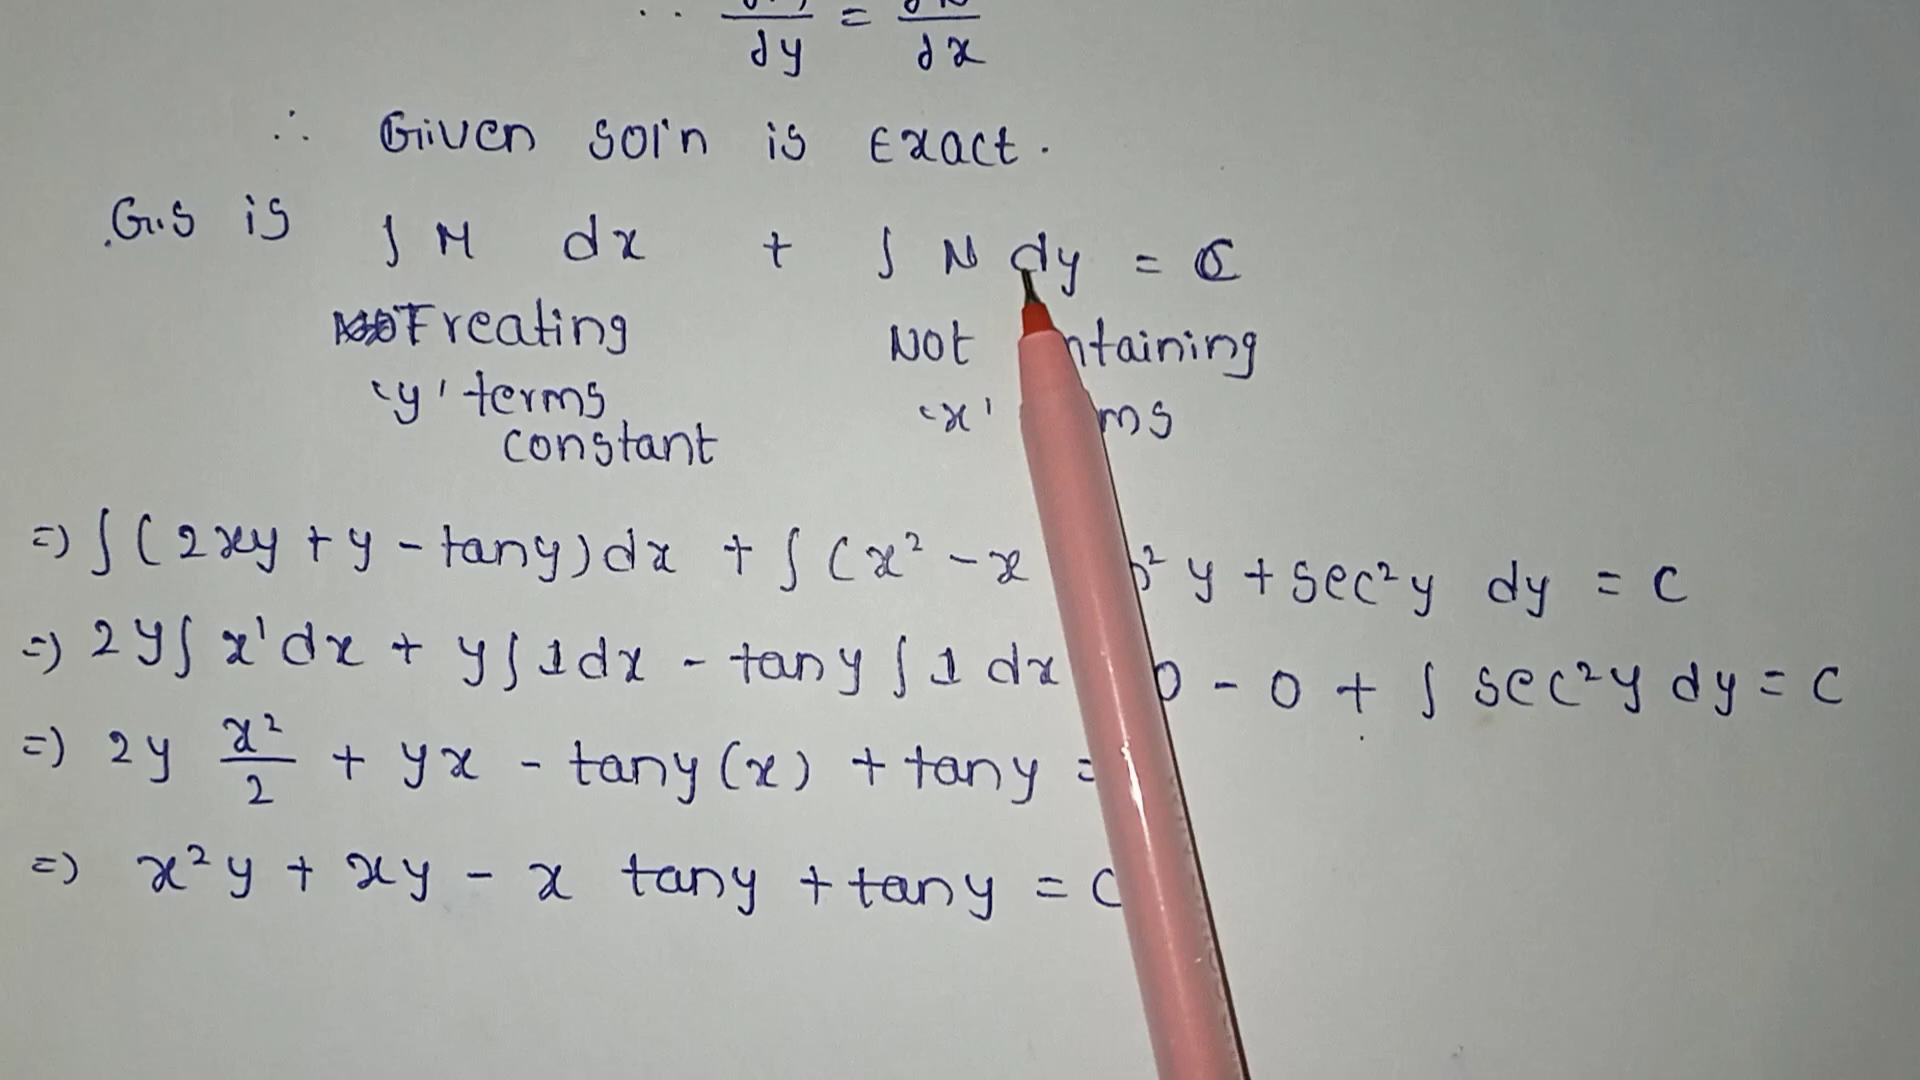 ∴ ∂/∂y = ∂/∂x
∴ Given sol'n is Exact.
G.S is ∫ M dx + ∫ N dy = C
Treating Not
'y' terms 'x'
constant
=) ∫ (2xy + y - tany) dx + ∫ (x² - x y + sec²y dy = C
=) 2y ∫ x¹ dx + y ∫ 1 dx - tany ∫ 1 dx 0 - 0 + ∫ sec²y dy = C
=) 2y x²/2 + yx - tany (x) + tany =
=) x²y + xy - x tany + tany = C